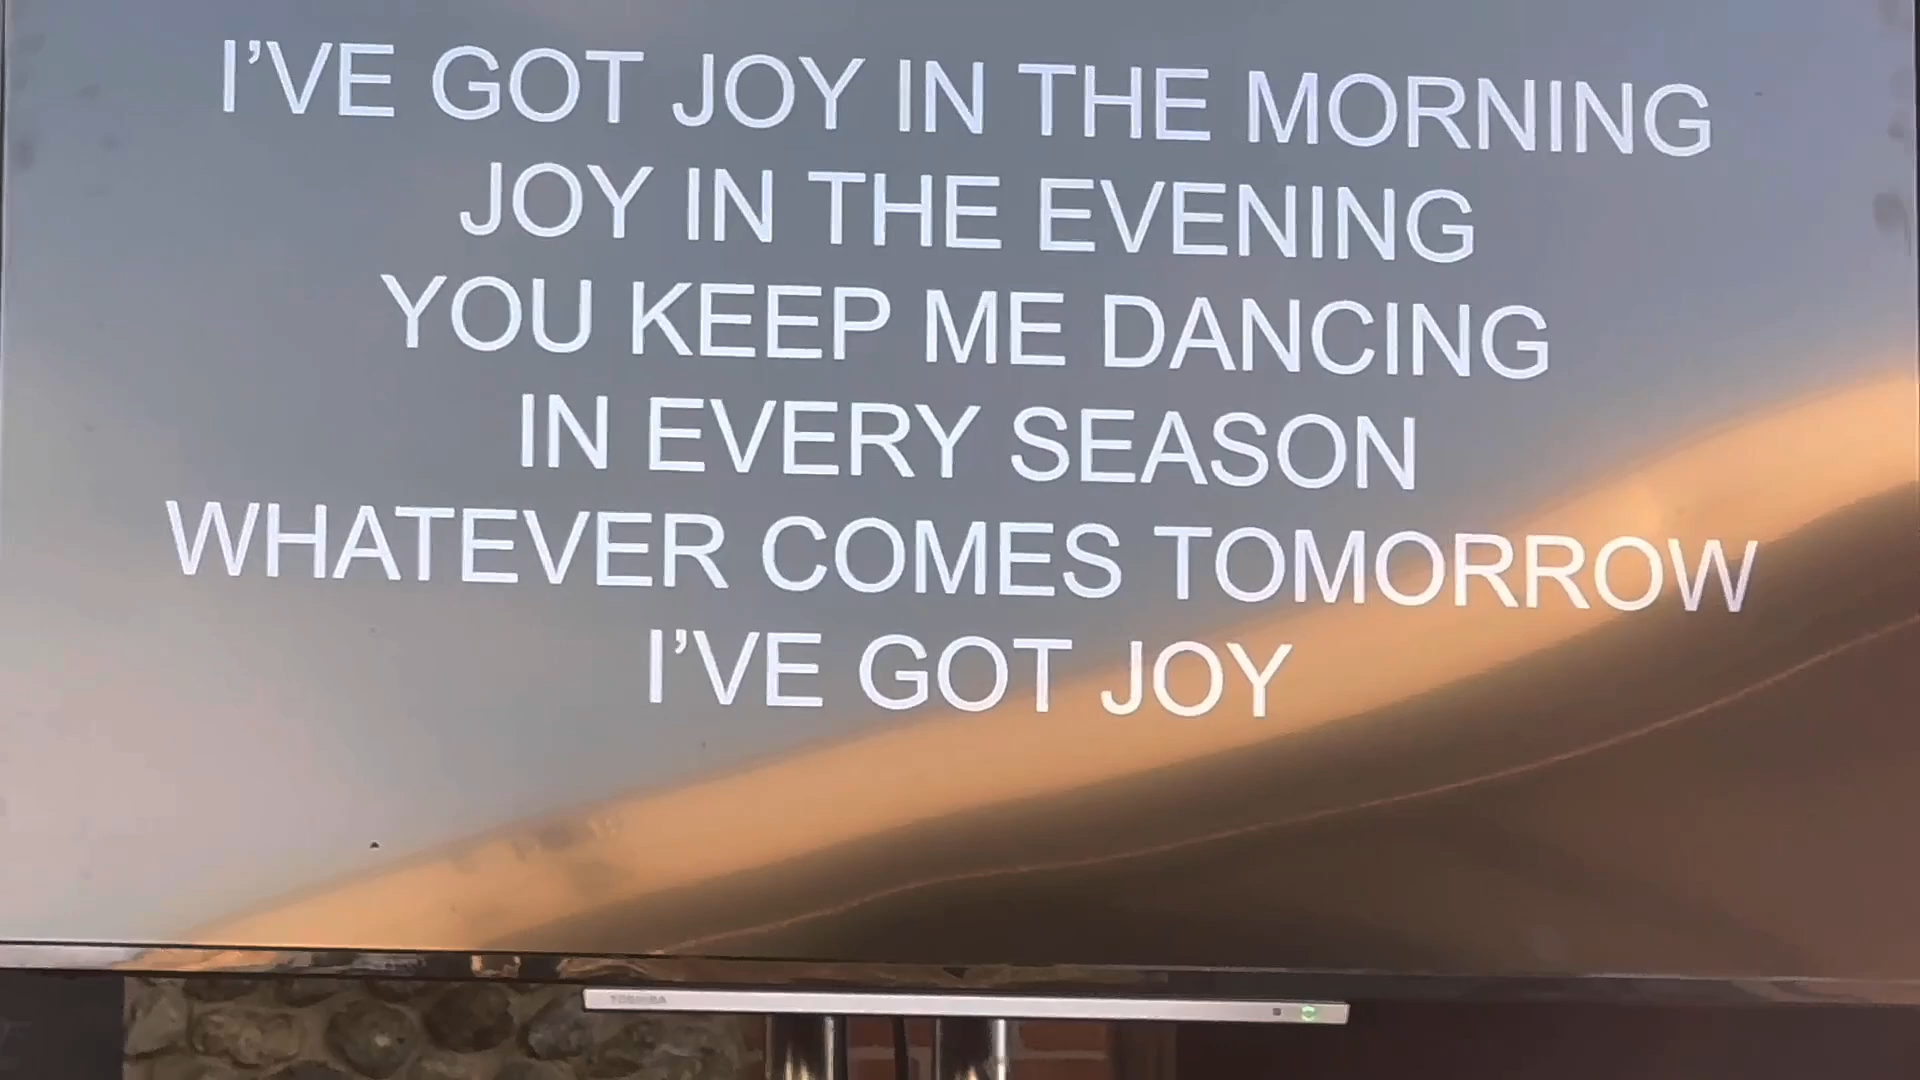 I'VE GOT JOY IN THE MORNING
JOY IN THE EVENING
YOU KEEP ME DANCING
IN EVERY SEASON
WHATEVER COMES TOMORROW
I'VE GOT JOY
TOSHIBA